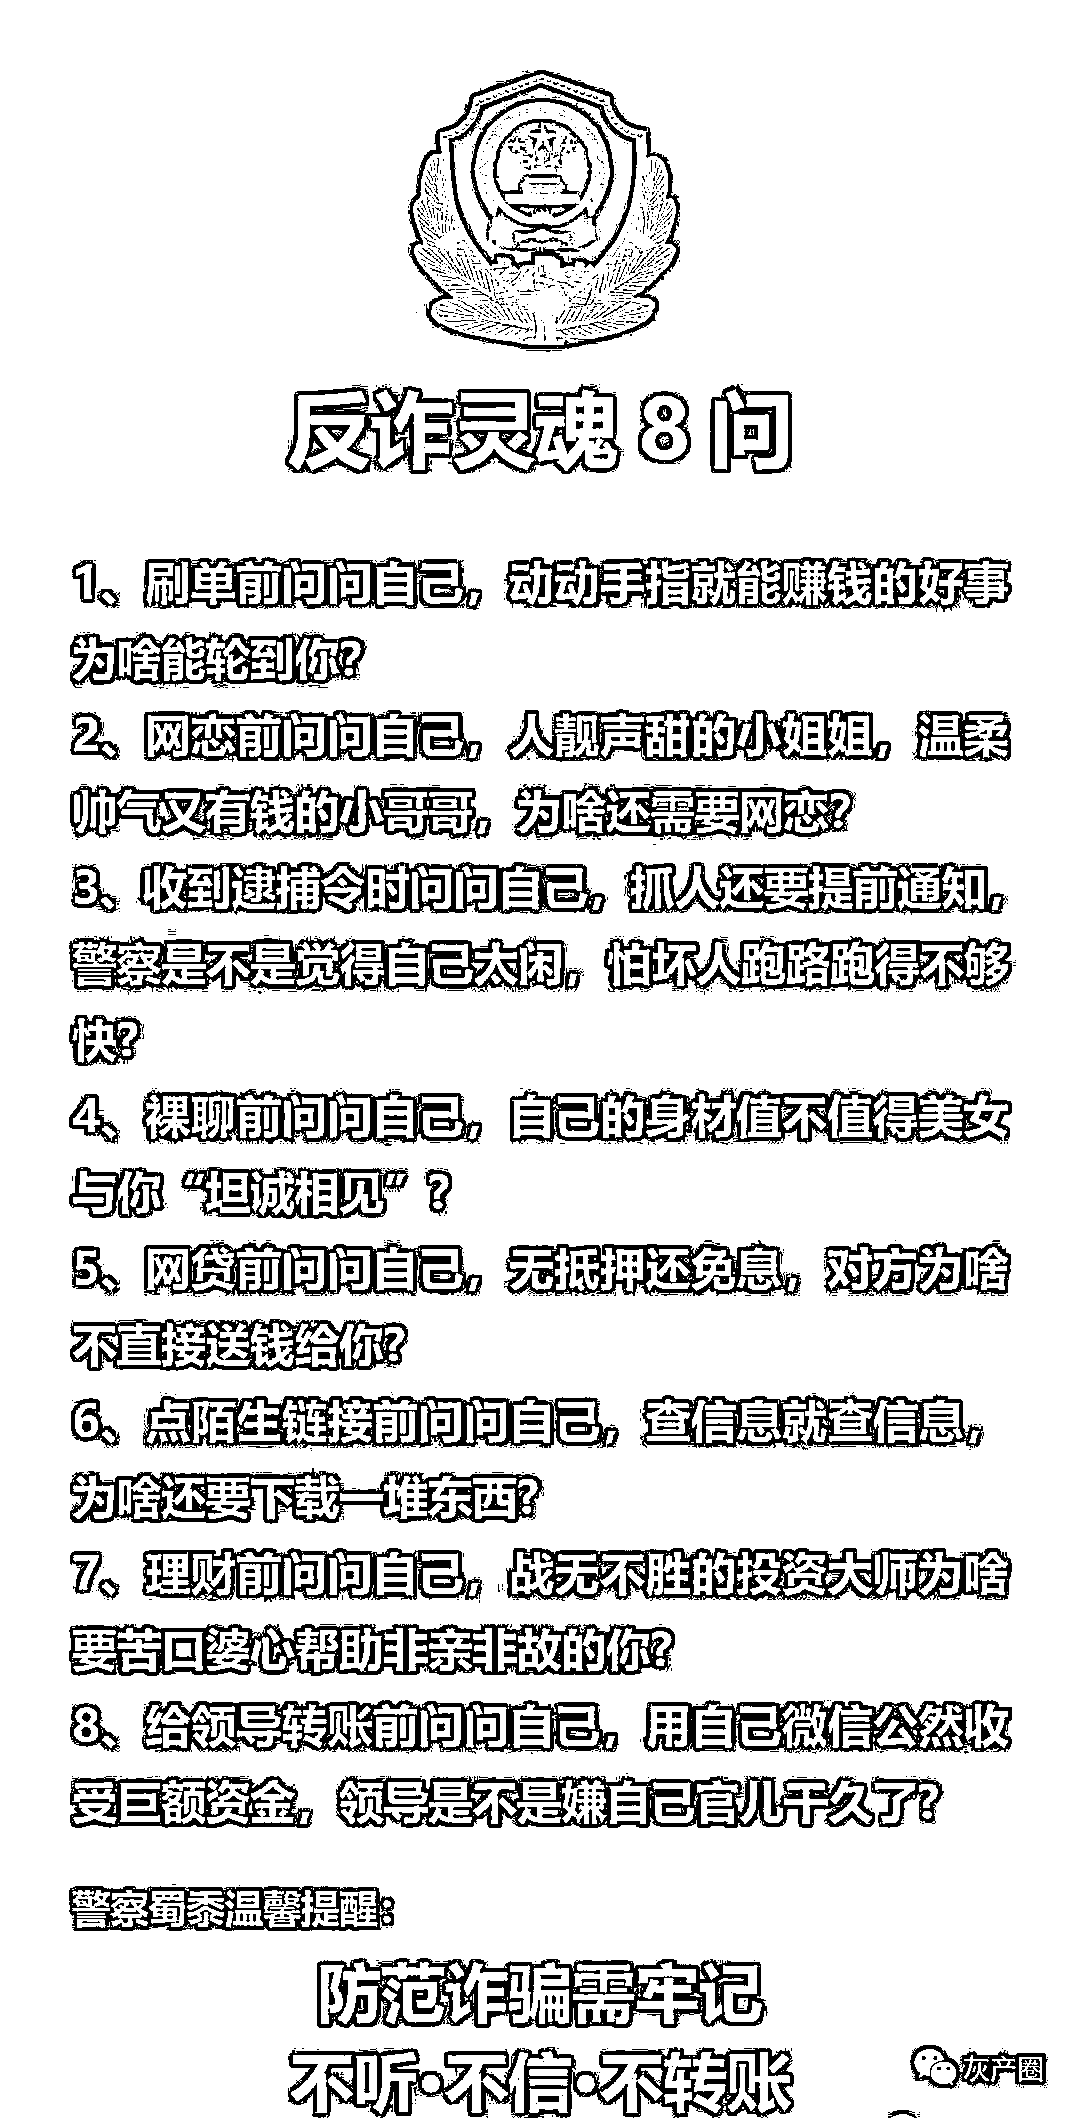 反诈灵魂8问
1、刷单前问问自己，动动手指就能赚钱的好事
为啥能轮到你？
2、网恋前问问自己，人靓声甜的小姐姐，温柔
帅气又有钱的小哥哥，为啥还需要网恋？
3、收到逮捕令时问问自己，抓人还要提前通知，
警察是不是觉得自己太闲，怕坏人跑路跑得不够
快？
4、裸聊前问问自己，自己的身材值不值得美女
与你“坦诚相见”？
5、网贷前问问自己，无抵押还免息，对方为啥
不直接送钱给你？
6、点陌生链接前问问自己，查信息就查信息，
为啥还要下载一堆东西？
7、理财前问问自己，战无不胜的投资大师为啥
要苦口婆心帮助非亲非故的你？
8、给领导转账前问问自己，用自己微信公然收
受巨额资金，领导是不是嫌自己官儿干久了？
警察蜀黍温馨提醒：
防范诈骗需牢记
不听·不信·不转账
灰产圈